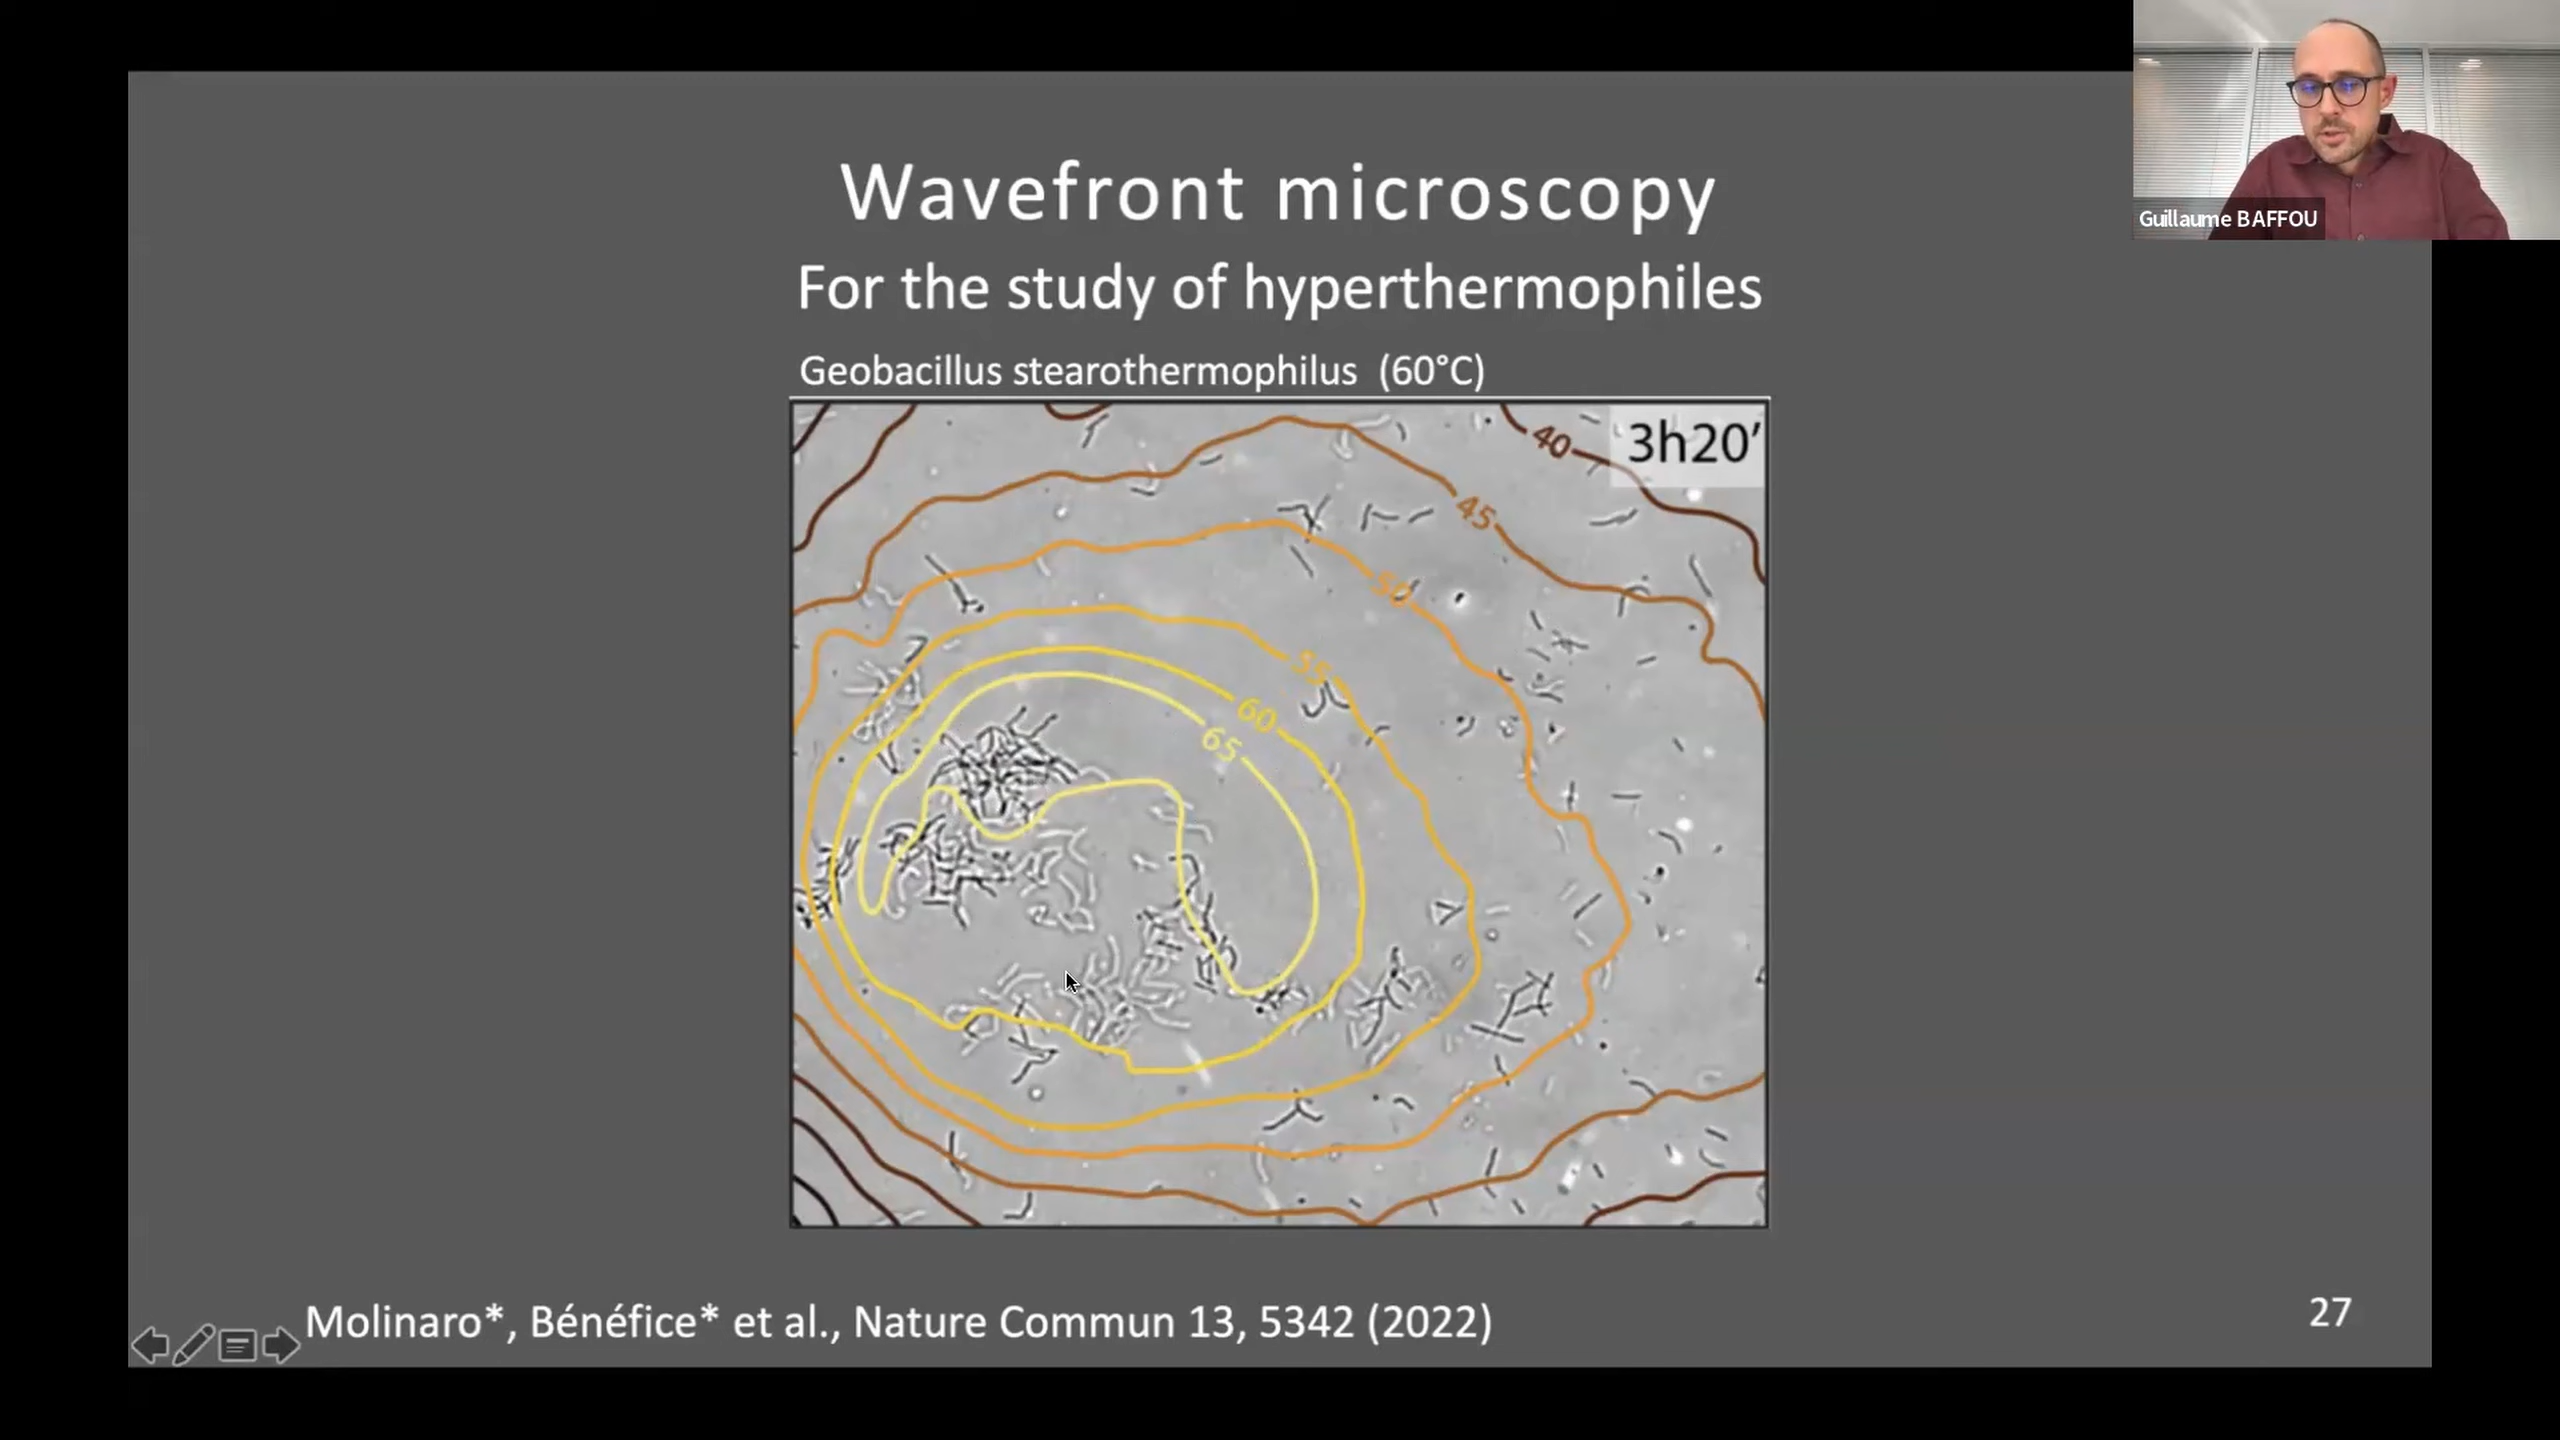 Guillaume BAFFOU
Wavefront microscopy
For the study of hyperthermophiles
Geobacillus stearothermophilus (60°C)
3h20’
40
45
50
55
60
65
Molinaro*, Bénéfice* et al., Nature Commun 13, 5342 (2022)
27